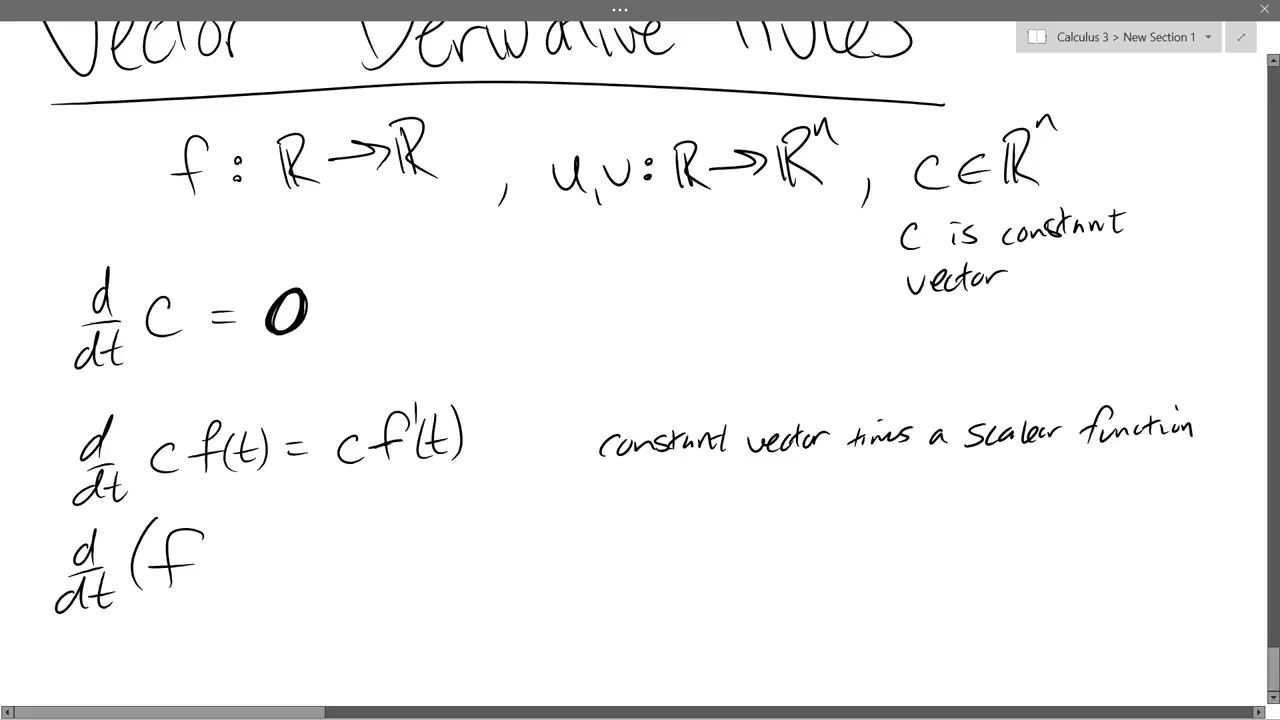 ...
Calculus 3 > New Section 1
Vector Derivative Rules
f : ℝ → ℝ , u, v : ℝ → ℝⁿ , c ∈ ℝⁿ
c is constant
vector
d/dt c = 0
d/dt c f(t) = c f'(t) constant vector times a scalar function
d/dt (f